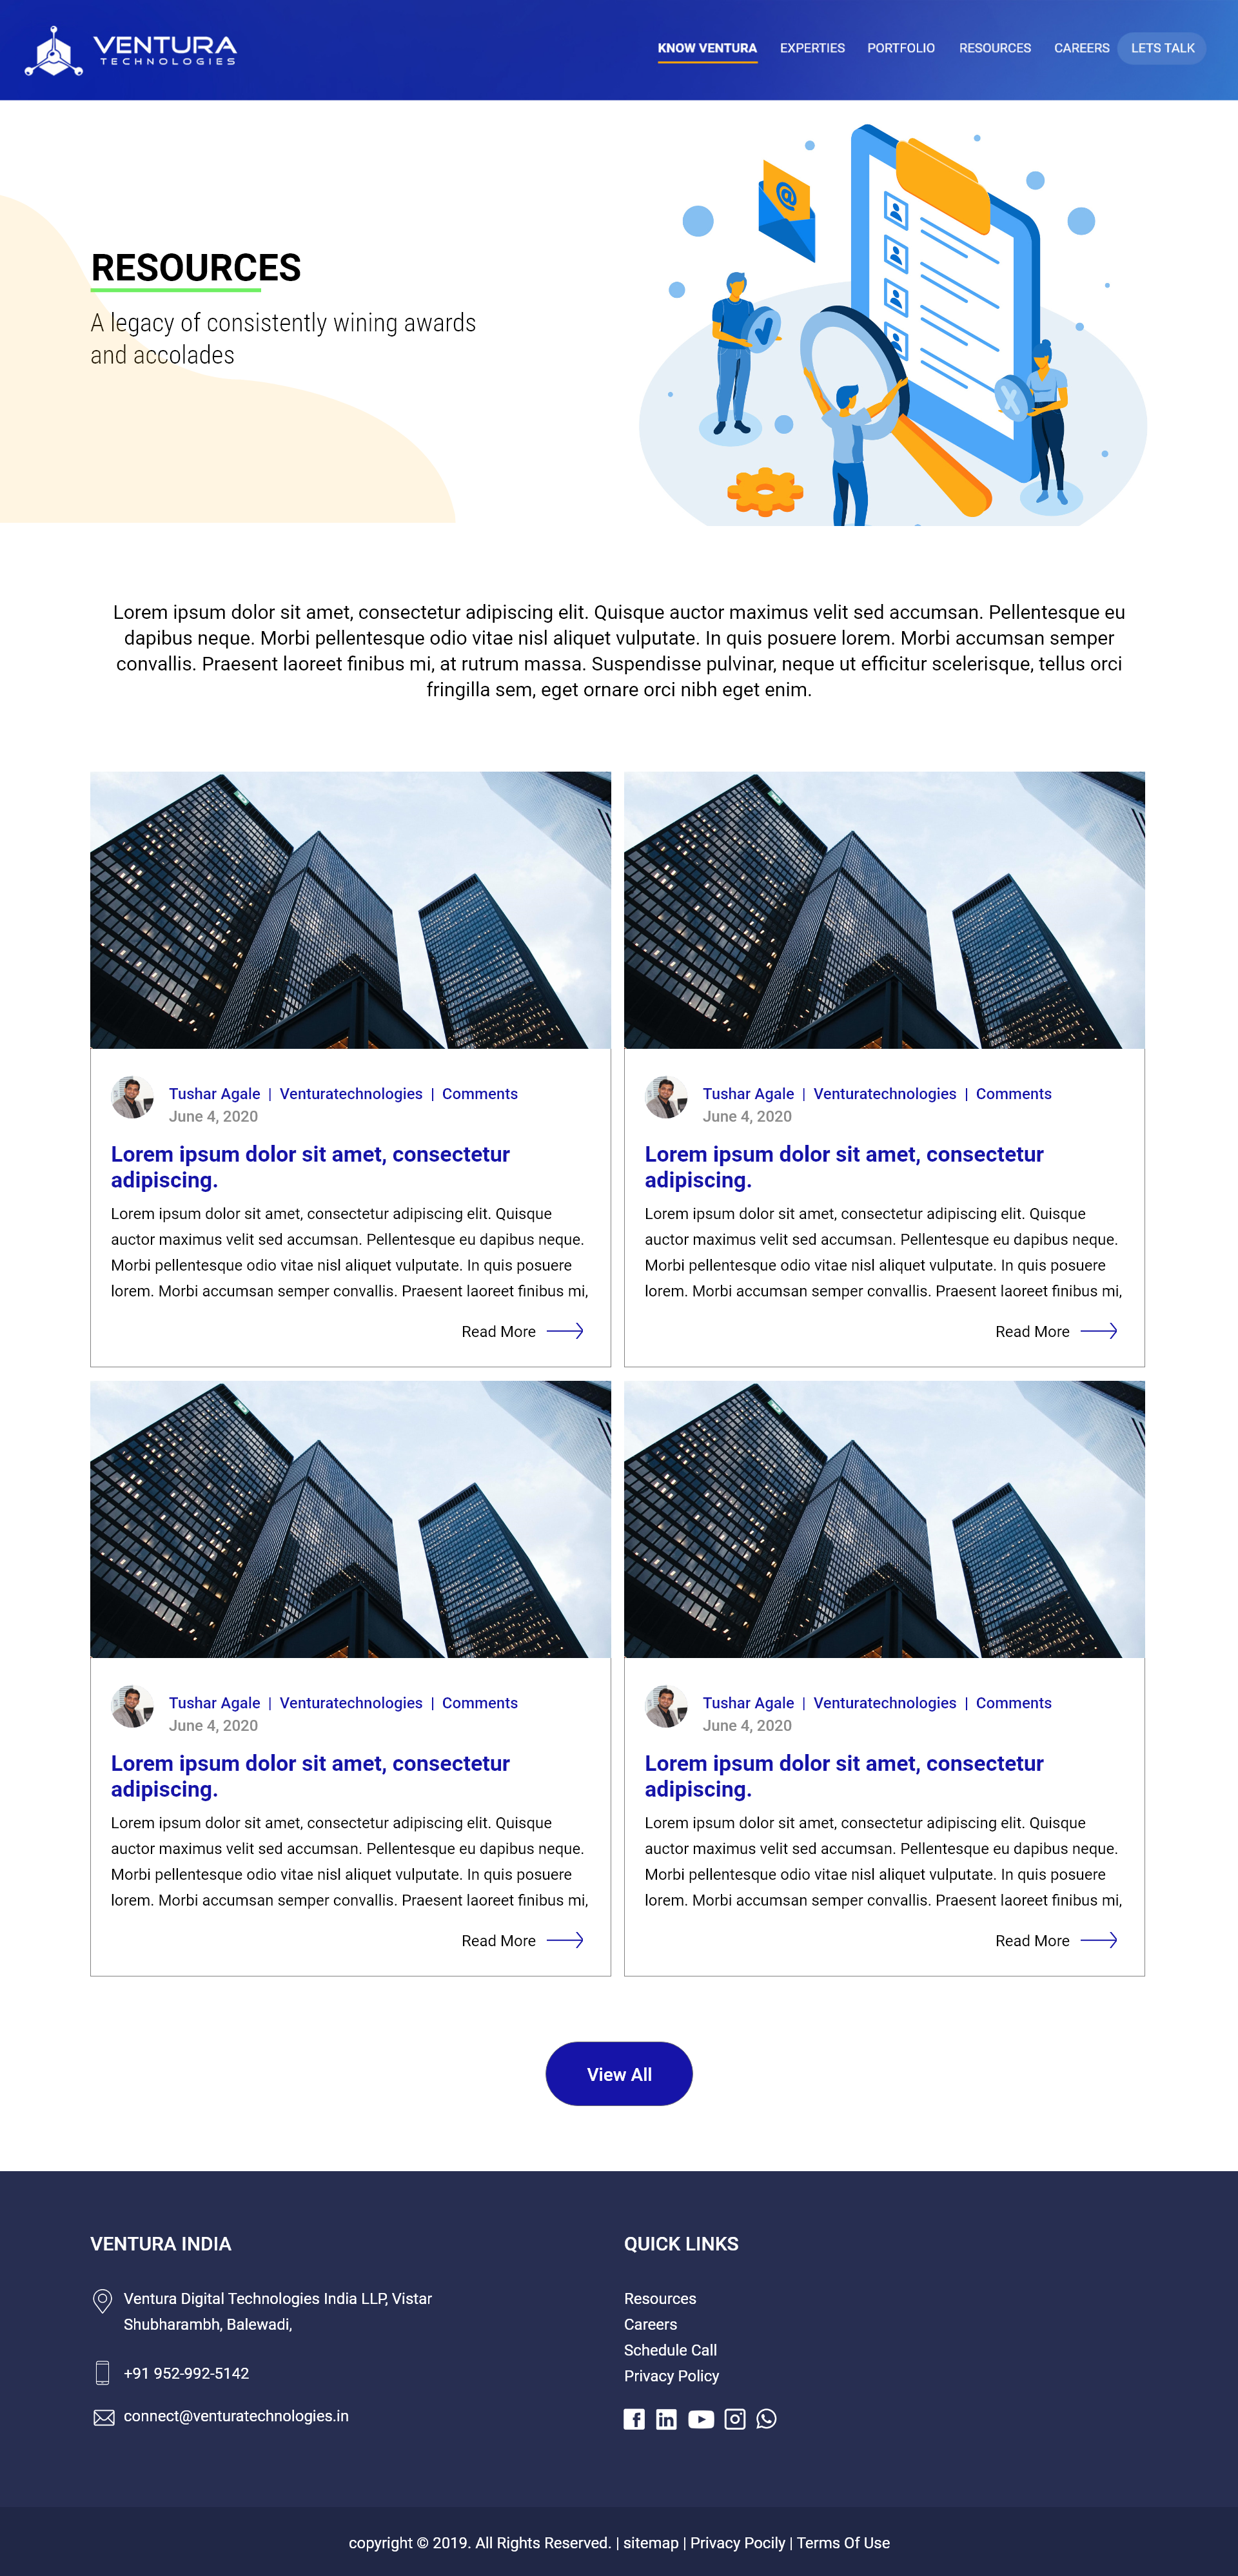 VENTURA
TECHNOLOGIES
KNOW VENTURA EXPERTIES PORTFOLIO RESOURCES CAREERS LETS TALK
@
RESOURCES
A legacy of consistently wining awards
and accolades
Lorem ipsum dolor sit amet, consectetur adipiscing elit. Quisque auctor maximus velit sed accumsan. Pellentesque eu
dapibus neque. Morbi pellentesque odio vitae nisl aliquet vulputate. In quis posuere lorem. Morbi accumsan semper
convallis. Praesent laoreet finibus mi, at rutrum massa. Suspendisse pulvinar, neque ut efficitur scelerisque, tellus orci
fringilla sem, eget ornare orci nibh eget enim.
Tushar Agale | Venturatechnologies | Comments
June 4, 2020
Lorem ipsum dolor sit amet, consectetur
adipiscing.
Lorem ipsum dolor sit amet, consectetur adipiscing elit. Quisque
auctor maximus velit sed accumsan. Pellentesque eu dapibus neque.
Morbi pellentesque odio vitae nisl aliquet vulputate. In quis posuere
lorem. Morbi accumsan semper convallis. Praesent laoreet finibus mi,
Read More
Tushar Agale | Venturatechnologies | Comments
June 4, 2020
Lorem ipsum dolor sit amet, consectetur
adipiscing.
Lorem ipsum dolor sit amet, consectetur adipiscing elit. Quisque
auctor maximus velit sed accumsan. Pellentesque eu dapibus neque.
Morbi pellentesque odio vitae nisl aliquet vulputate. In quis posuere
lorem. Morbi accumsan semper convallis. Praesent laoreet finibus mi,
Read More
Tushar Agale | Venturatechnologies | Comments
June 4, 2020
Lorem ipsum dolor sit amet, consectetur
adipiscing.
Lorem ipsum dolor sit amet, consectetur adipiscing elit. Quisque
auctor maximus velit sed accumsan. Pellentesque eu dapibus neque.
Morbi pellentesque odio vitae nisl aliquet vulputate. In quis posuere
lorem. Morbi accumsan semper convallis. Praesent laoreet finibus mi,
Read More
Tushar Agale | Venturatechnologies | Comments
June 4, 2020
Lorem ipsum dolor sit amet, consectetur
adipiscing.
Lorem ipsum dolor sit amet, consectetur adipiscing elit. Quisque
auctor maximus velit sed accumsan. Pellentesque eu dapibus neque.
Morbi pellentesque odio vitae nisl aliquet vulputate. In quis posuere
lorem. Morbi accumsan semper convallis. Praesent laoreet finibus mi,
Read More
View All
VENTURA INDIA
Ventura Digital Technologies India LLP, Vistar
Shubharambh, Balewadi,
+91 952-992-5142
connect@venturatechnologies.in
QUICK LINKS
Resources
Careers
Schedule Call
Privacy Policy
copyright © 2019. All Rights Reserved. | sitemap | Privacy Pocily | Terms Of Use